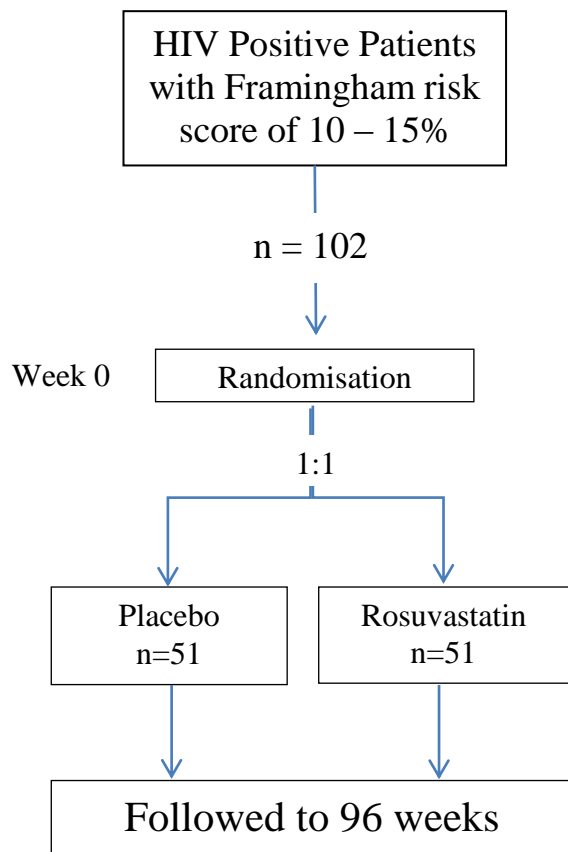 HIV Positive Patients
with Framingham risk
score of 10 – 15%
n = 102
Week 0
Randomisation
1:1
Placebo
n=51
Rosuvastatin
n=51
Followed to 96 weeks